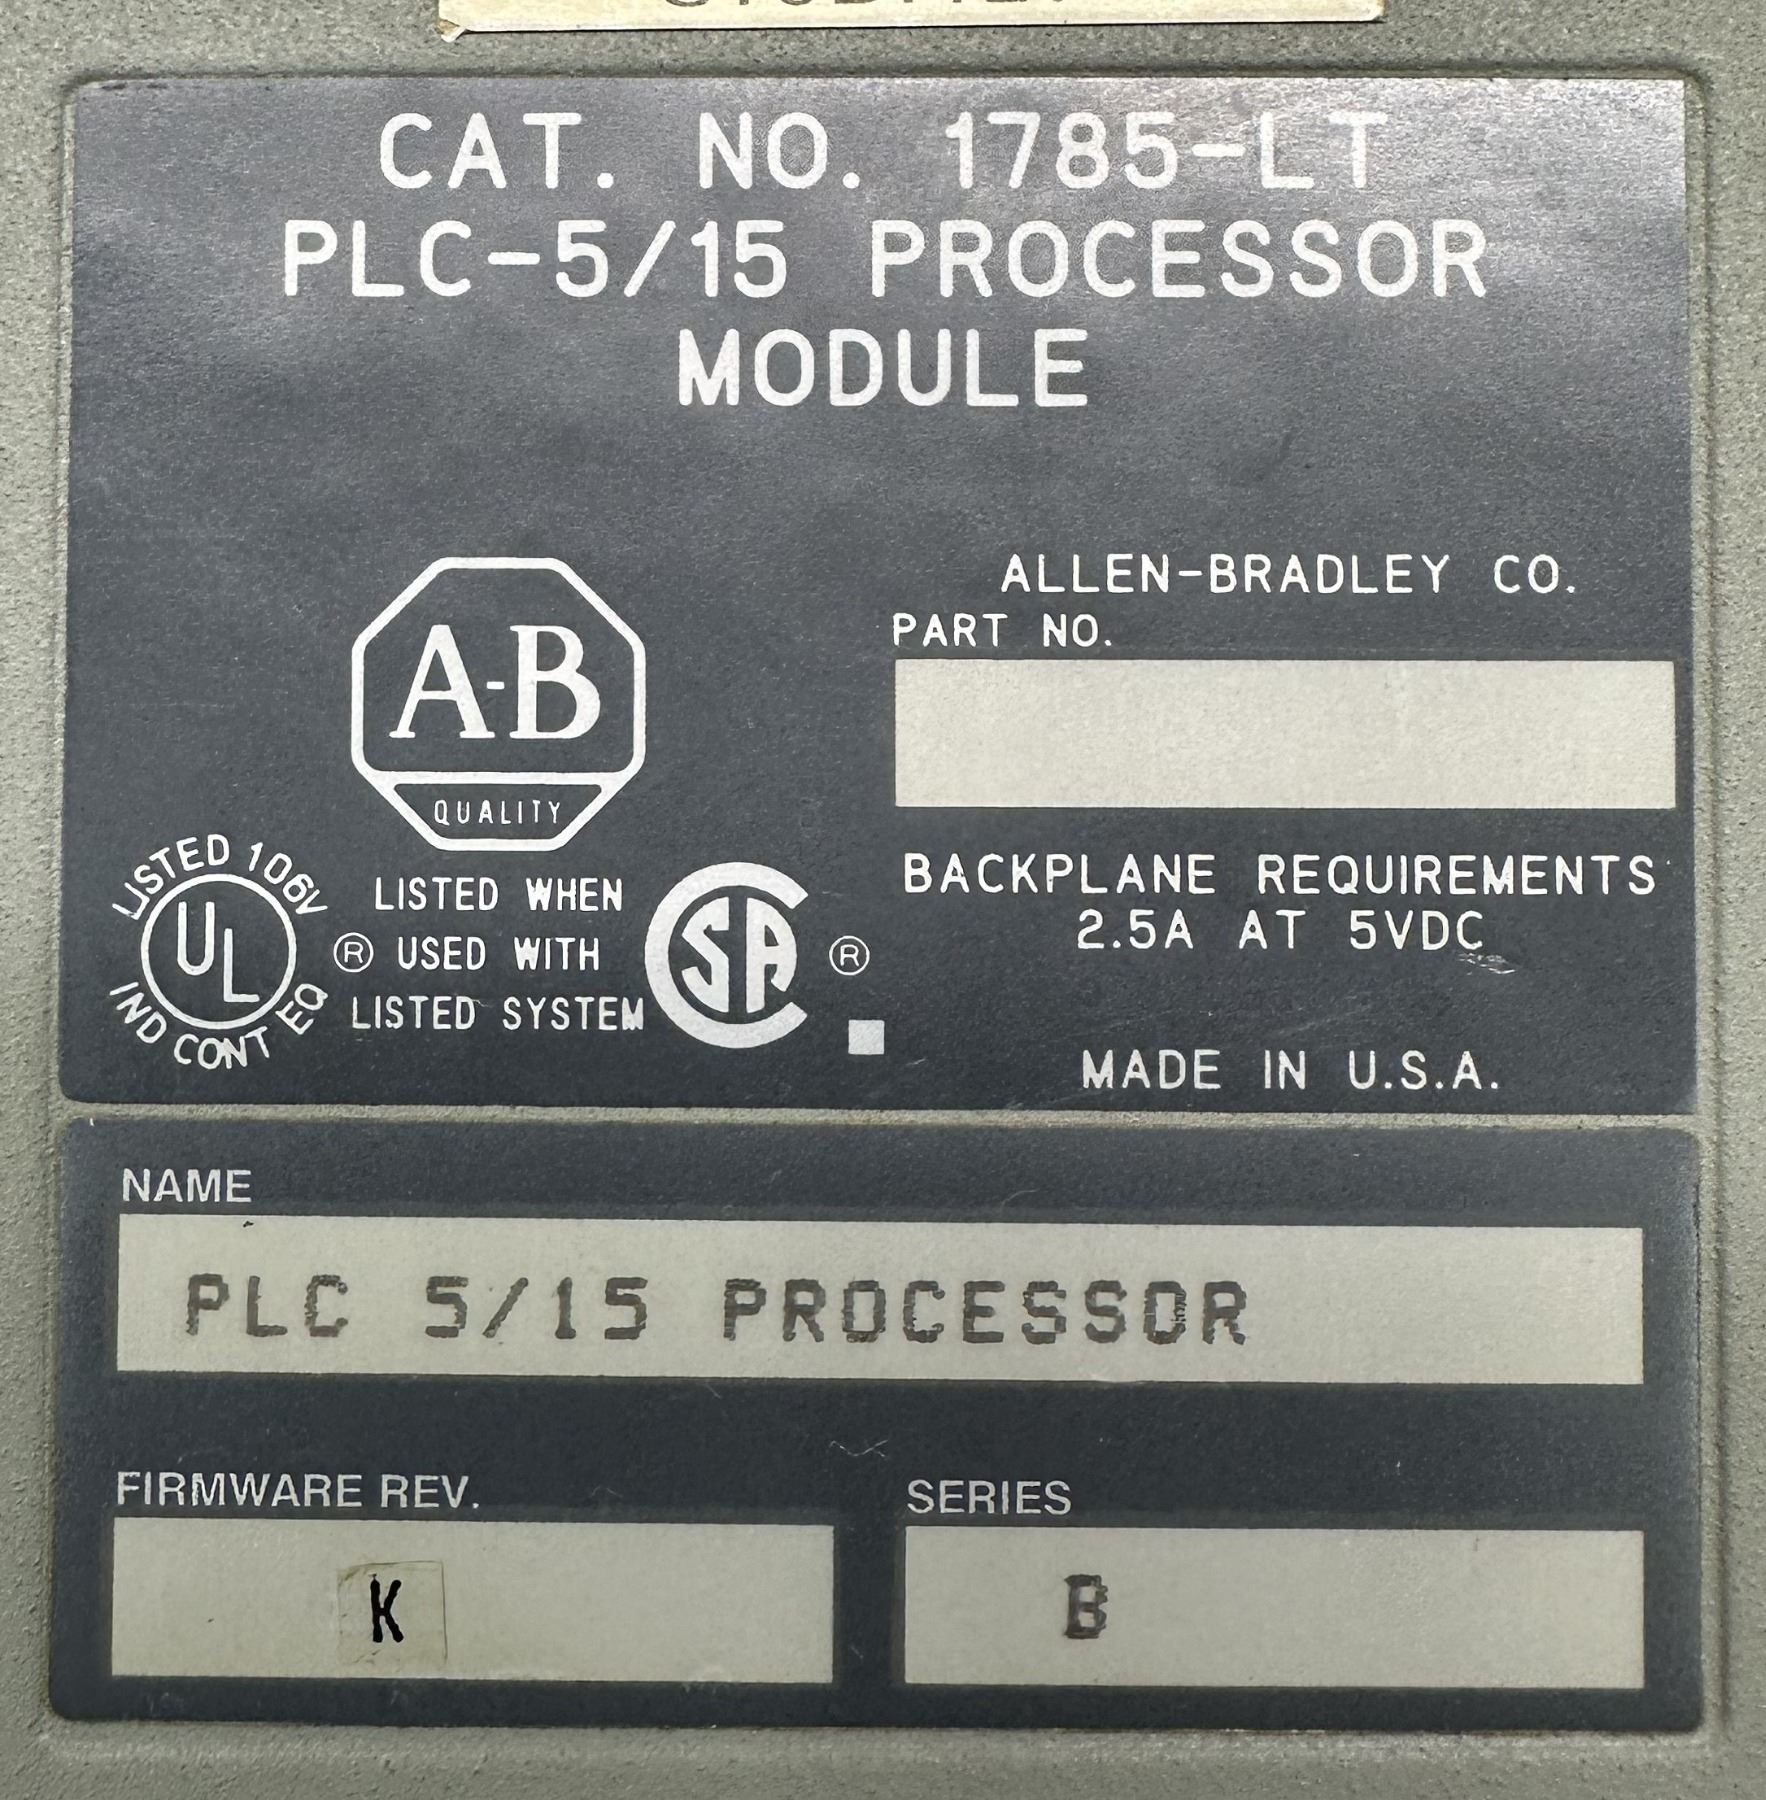 CAT. NO. 1785-LT
PLC-5/15 PROCESSOR
MODULE
A-B
QUALITY
ALLEN-BRADLEY CO.
PART NO.
LISTED 106V
UL
IND CONT EQ
®
LISTED WHEN
USED WITH
LISTED SYSTEM
CSA
®
BACKPLANE REQUIREMENTS
2.5A AT 5VDC
MADE IN U.S.A.
NAME
PLC 5/15 PROCESSOR
FIRMWARE REV.
K
SERIES
B